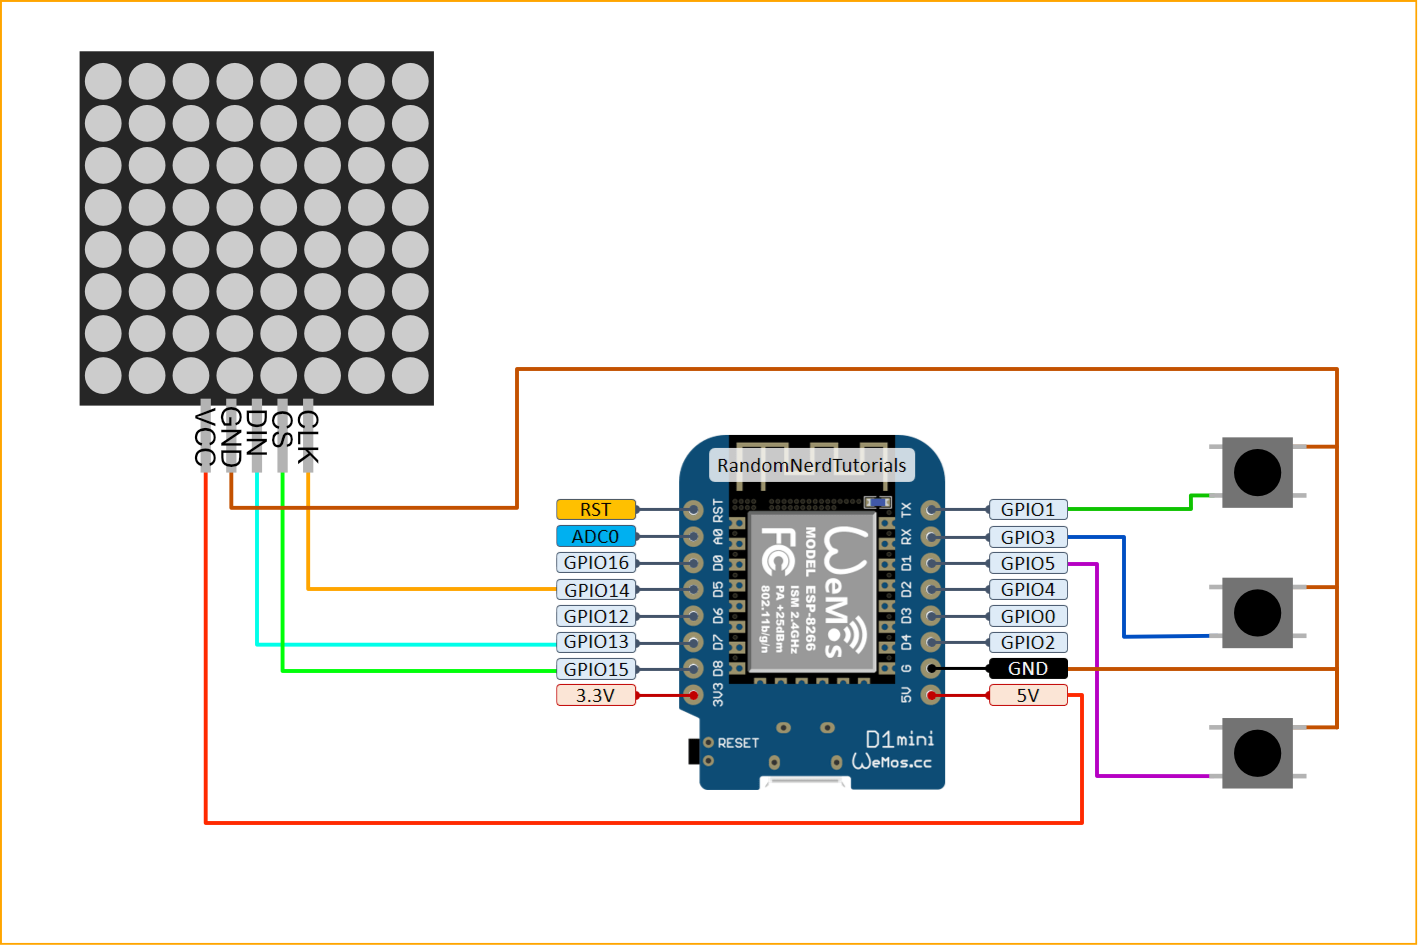 VCC
GND
DIN
CS
CLK
RandomNerdTutorials
RST
ADC0
GPIO16
GPIO14
GPIO12
GPIO13
GPIO15
3.3V
RST
A0
D0
D5
D6
D7
D8
3V3
WeMos
MODEL ESP-8266
ISM 2.4GHz
PA +25dBm
802.11b/g/n
FC
TX
RX
D1
D2
D3
D4
G
5V
GPIO1
GPIO3
GPIO5
GPIO4
GPIO0
GPIO2
GND
5V
RESET
D1mini
WeMos.cc